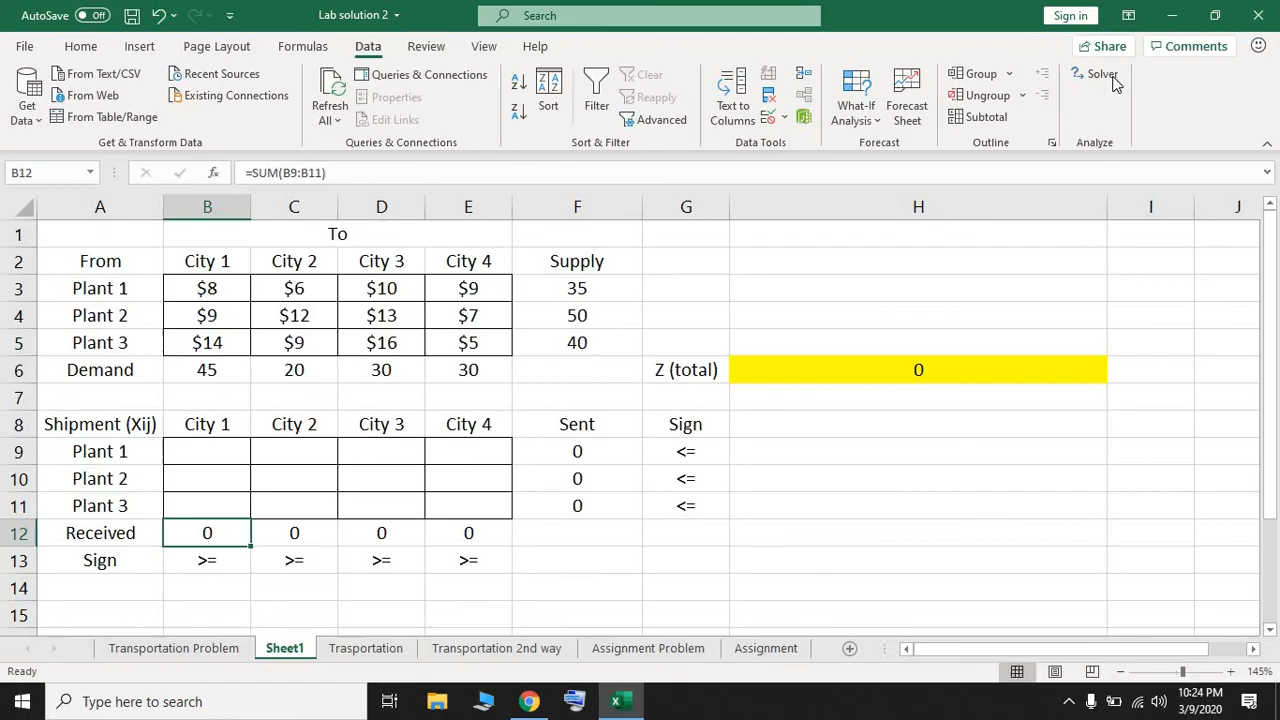 AutoSave Off Lab solution 2 Search Sign in
File Home Insert Page Layout Formulas Data Review View Help Share Comments
Get Data
From Text/CSV
From Web
From Table/Range
Recent Sources
Existing Connections
Get & Transform Data
Refresh All
Queries & Connections
Properties
Edit Links
Queries & Connections
Sort
Filter
Clear
Reapply
Advanced
Sort & Filter
Text to Columns
Data Tools
What-If Analysis
Forecast Sheet
Forecast
Group
Ungroup
Subtotal
Outline
Solver
Analyze
B12 fx =SUM(B9:B11)
A B C D E F G H I J
1 To
2 From City 1 City 2 City 3 City 4 Supply
3 Plant 1 $8 $6 $10 $9 35
4 Plant 2 $9 $12 $13 $7 50
5 Plant 3 $14 $9 $16 $5 40
6 Demand 45 20 30 30 Z (total) 0
7
8 Shipment (Xij) City 1 City 2 City 3 City 4 Sent Sign
9 Plant 1 0 <=
10 Plant 2 0 <=
11 Plant 3 0 <=
12 Received 0 0 0 0
13 Sign >= >= >= >=
14
15
Transportation Problem Sheet1 Trasportation Transportation 2nd way Assignment Problem Assignment
Ready 145%
Type here to search 10:24 PM
3/9/2020